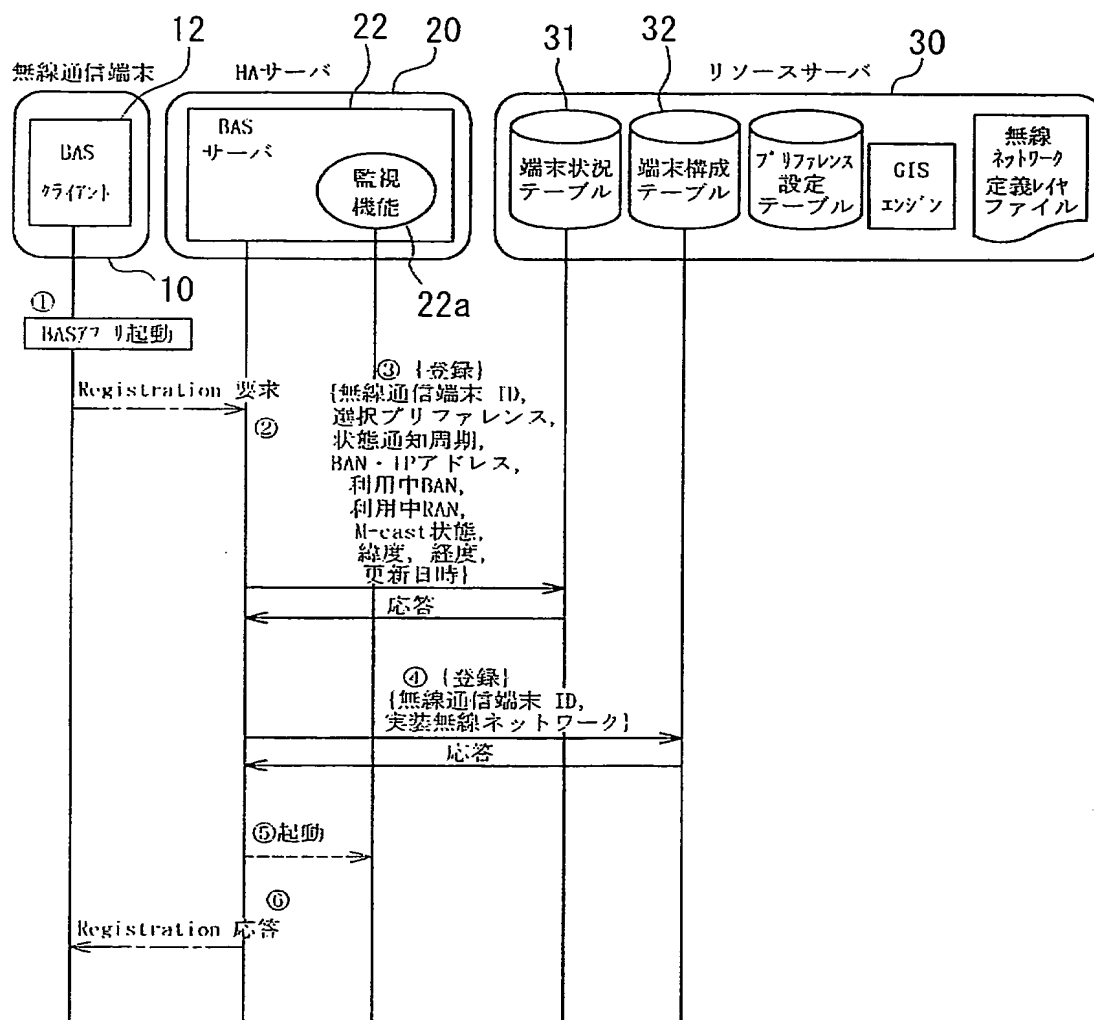 12
22
20
31
32
30
無線通信端末
HAサーバ
リソースサーバ
BAS
クライアント
BAS
サーバ
監視
機能
端末状況
テーブル
端末構成
テーブル
プリファレンス
設定
テーブル
GIS
エンジン
無線
ネットワーク
定義レイヤ
ファイル
10
22a
①
BASアプリ起動
Registration 要求
②
③ {登録}
{無線通信端末 ID,
選択プリファレンス,
状態通知周期,
BAN・IPアドレス,
利用中BAN,
利用中RAN,
M-cast状態,
緯度, 経度,
更新日時}
応答
④ {登録}
{無線通信端末 ID,
実装無線ネットワーク}
応答
⑤起動
⑥
Registration 応答